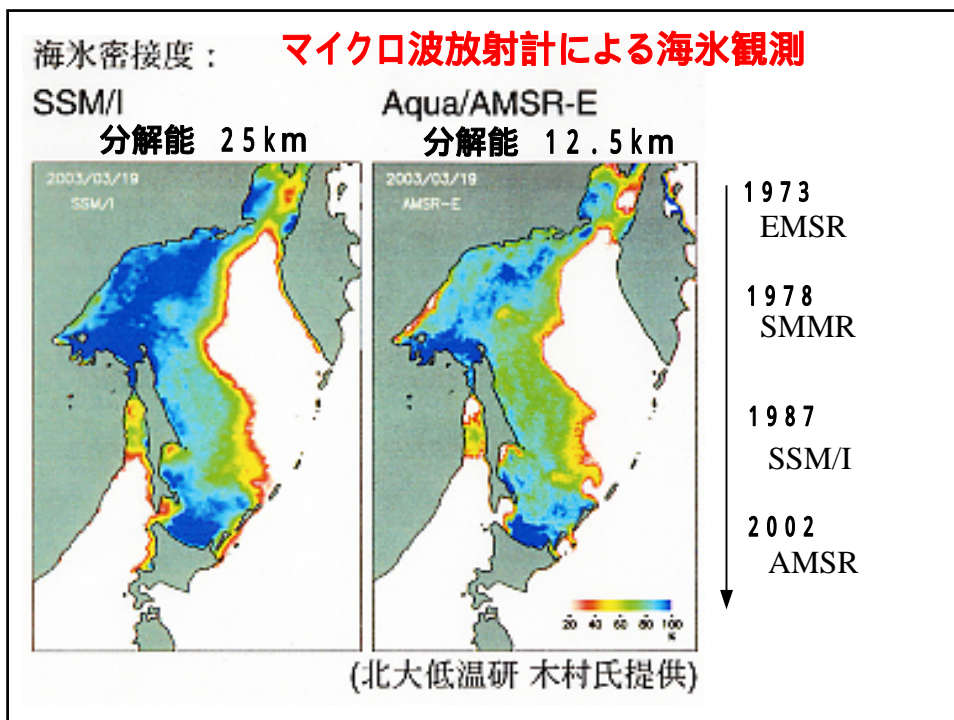 マイクロ波放射計による海氷観測
海氷密接度：
SSM/I
Aqua/AMSR-E
分解能 25km
分解能 12.5km
2003/03/19
SSM/I
2003/03/19
AMSR-E
20 40 60 80 100
%
1973
EMSR
1978
SMMR
1987
SSM/I
2002
AMSR
(北大低温研 木村氏提供)